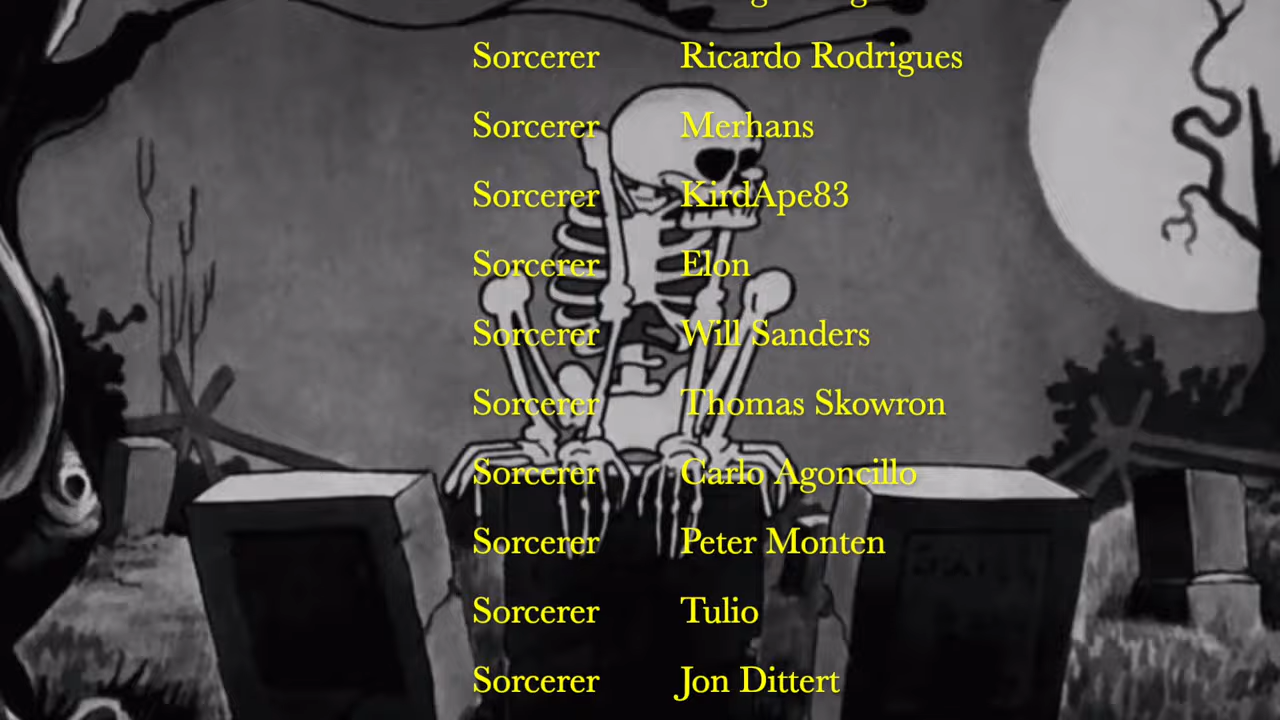 Sorcerer Ricardo Rodrigues
Sorcerer Merhans
Sorcerer KirdApe83
Sorcerer Elon
Sorcerer Will Sanders
Sorcerer Thomas Skowron
Sorcerer Carlo Agoncillo
Sorcerer Peter Monten
Sorcerer Tulio
Sorcerer Jon Dittert